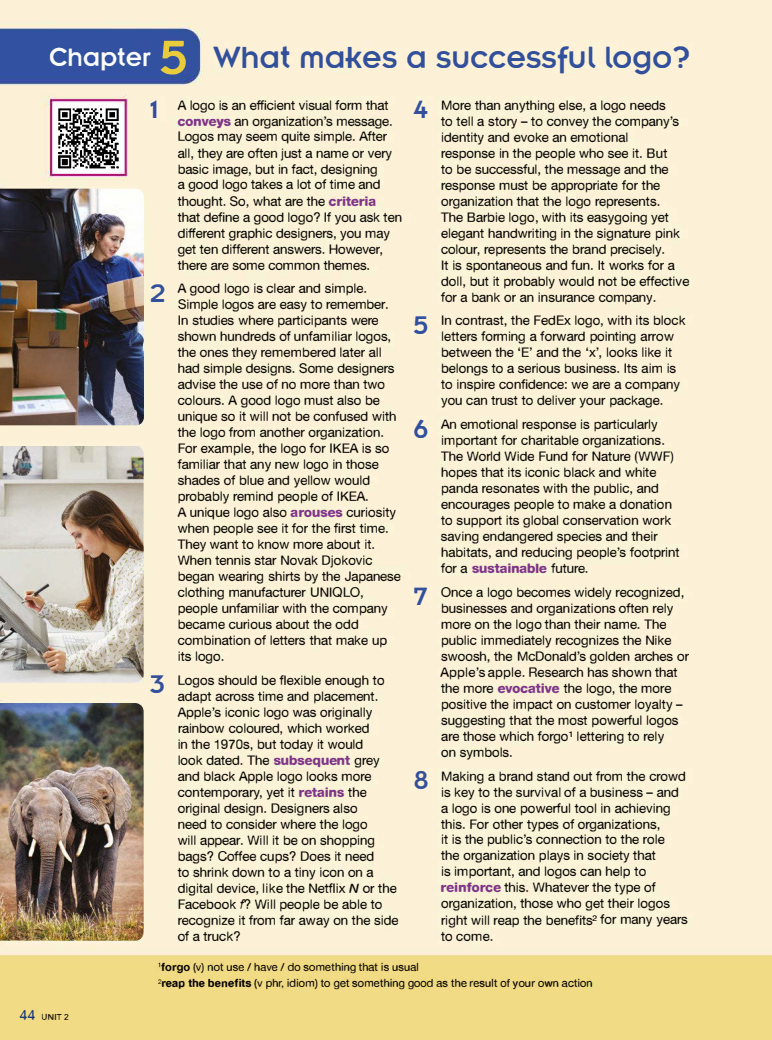 Chapter 5 What makes a successful logo?
1 A logo is an efficient visual form that
conveys an organization's message.
Logos may seem quite simple. After
all, they are often just a name or very
basic image, but in fact, designing
a good logo takes a lot of time and
thought. So, what are the criteria
that define a good logo? If you ask ten
different graphic designers, you may
get ten different answers. However,
there are some common themes.
2 A good logo is clear and simple.
Simple logos are easy to remember.
In studies where participants were
shown hundreds of unfamiliar logos,
the ones they remembered later all
had simple designs. Some designers
advise the use of no more than two
colours. A good logo must also be
unique so it will not be confused with
the logo from another organization.
For example, the logo for IKEA is so
familiar that any new logo in those
shades of blue and yellow would
probably remind people of IKEA.
A unique logo also arouses curiosity
when people see it for the first time.
They want to know more about it.
When tennis star Novak Djokovic
began wearing shirts by the Japanese
clothing manufacturer UNIQLO,
people unfamiliar with the company
became curious about the odd
combination of letters that make up
its logo.
3 Logos should be flexible enough to
adapt across time and placement.
Apple's iconic logo was originally
rainbow coloured, which worked
in the 1970s, but today it would
look dated. The subsequent grey
and black Apple logo looks more
contemporary, yet it retains the
original design. Designers also
need to consider where the logo
will appear. Will it be on shopping
bags? Coffee cups? Does it need
to shrink down to a tiny icon on a
digital device, like the Netflix N or the
Facebook f? Will people be able to
recognize it from far away on the side
of a truck?
4 More than anything else, a logo needs
to tell a story – to convey the company's
identity and evoke an emotional
response in the people who see it. But
to be successful, the message and the
response must be appropriate for the
organization that the logo represents.
The Barbie logo, with its easygoing yet
elegant handwriting in the signature pink
colour, represents the brand precisely.
It is spontaneous and fun. It works for a
doll, but it probably would not be effective
for a bank or an insurance company.
5 In contrast, the FedEx logo, with its block
letters forming a forward pointing arrow
between the 'E' and the 'x', looks like it
belongs to a serious business. Its aim is
to inspire confidence: we are a company
you can trust to deliver your package.
6 An emotional response is particularly
important for charitable organizations.
The World Wide Fund for Nature (WWF)
hopes that its iconic black and white
panda resonates with the public, and
encourages people to make a donation
to support its global conservation work
saving endangered species and their
habitats, and reducing people's footprint
for a sustainable future.
7 Once a logo becomes widely recognized,
businesses and organizations often rely
more on the logo than their name. The
public immediately recognizes the Nike
swoosh, the McDonald's golden arches or
Apple's apple. Research has shown that
the more evocative the logo, the more
positive the impact on customer loyalty –
suggesting that the most powerful logos
are those which forgo¹ lettering to rely
on symbols.
8 Making a brand stand out from the crowd
is key to the survival of a business – and
a logo is one powerful tool in achieving
this. For other types of organizations,
it is the public's connection to the role
the organization plays in society that
is important, and logos can help to
reinforce this. Whatever the type of
organization, those who get their logos
right will reap the benefits² for many years
to come.
¹forgo (v) not use / have / do something that is usual
²reap the benefits (v phr, idiom) to get something good as the result of your own action
44 UNIT 2